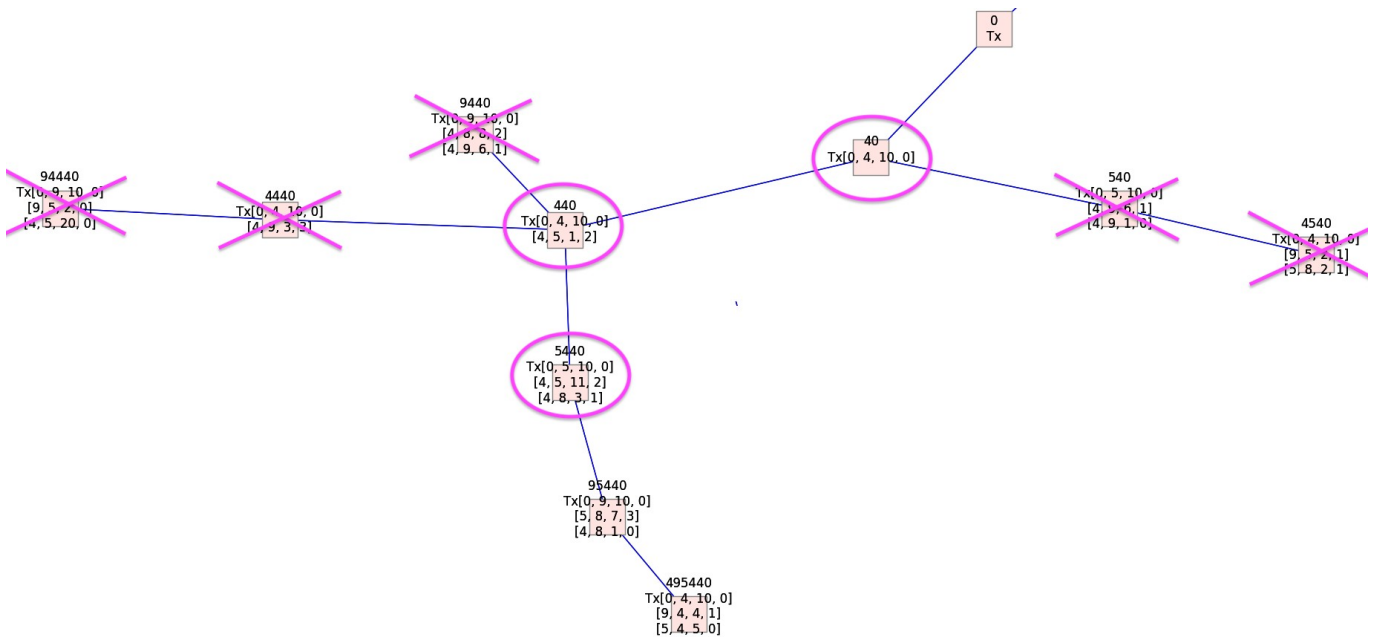 0
Tx
9440
Tx[0, 9, 10, 0]
[4, 8, 8, 2]
[4, 9, 6, 1]
40
Tx[0, 4, 10, 0]
94440
Tx[0, 9, 10, 0]
[9, 5, 2, 0]
[4, 5, 20, 0]
4440
Tx[0, 4, 10, 0]
[4, 9, 3, 3]
440
Tx[0, 4, 10, 0]
[4, 5, 1, 2]
540
Tx[0, 5, 10, 0]
[4, 5, 6, 1]
[4, 9, 1, 0]
4540
Tx[0, 4, 10, 0]
[9, 5, 2, 1]
[5, 8, 2, 1]
5440
Tx[0, 5, 10, 0]
[4, 5, 11, 2]
[4, 8, 3, 1]
95440
Tx[0, 9, 10, 0]
[5, 8, 7, 3]
[4, 8, 1, 0]
495440
Tx[0, 4, 10, 0]
[9, 4, 4, 1]
[5, 4, 5, 0]